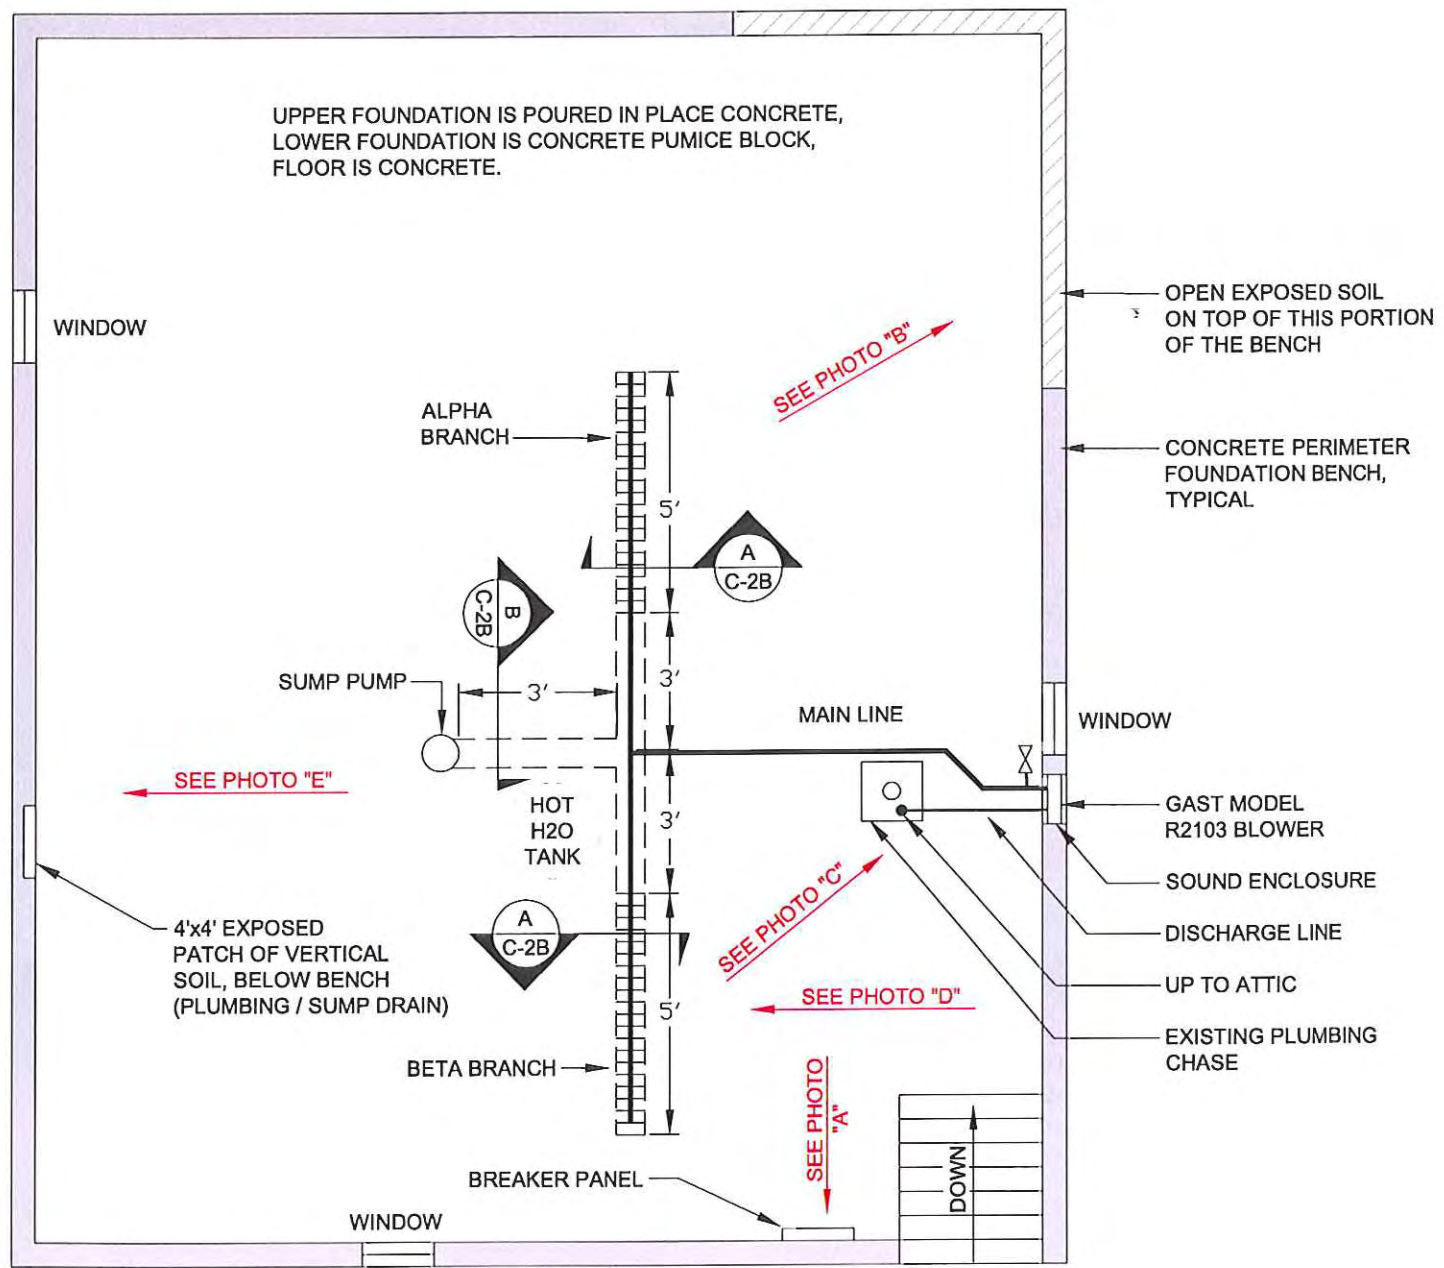 UPPER FOUNDATION IS POURED IN PLACE CONCRETE,
LOWER FOUNDATION IS CONCRETE PUMICE BLOCK,
FLOOR IS CONCRETE.
OPEN EXPOSED SOIL
ON TOP OF THIS PORTION
OF THE BENCH
WINDOW
SEE PHOTO "B"
ALPHA
BRANCH
CONCRETE PERIMETER
FOUNDATION BENCH,
TYPICAL
5'
A
C-2B
B
C-2B
SUMP PUMP
3'
3'
MAIN LINE
WINDOW
SEE PHOTO "E"
HOT
H2O
TANK
3'
GAST MODEL
R2103 BLOWER
SEE PHOTO "C"
SOUND ENCLOSURE
4'x4' EXPOSED
PATCH OF VERTICAL
SOIL, BELOW BENCH
(PLUMBING / SUMP DRAIN)
A
C-2B
DISCHARGE LINE
SEE PHOTO "D"
5'
UP TO ATTIC
EXISTING PLUMBING
CHASE
BETA BRANCH
SEE PHOTO
"A"
DOWN
BREAKER PANEL
WINDOW